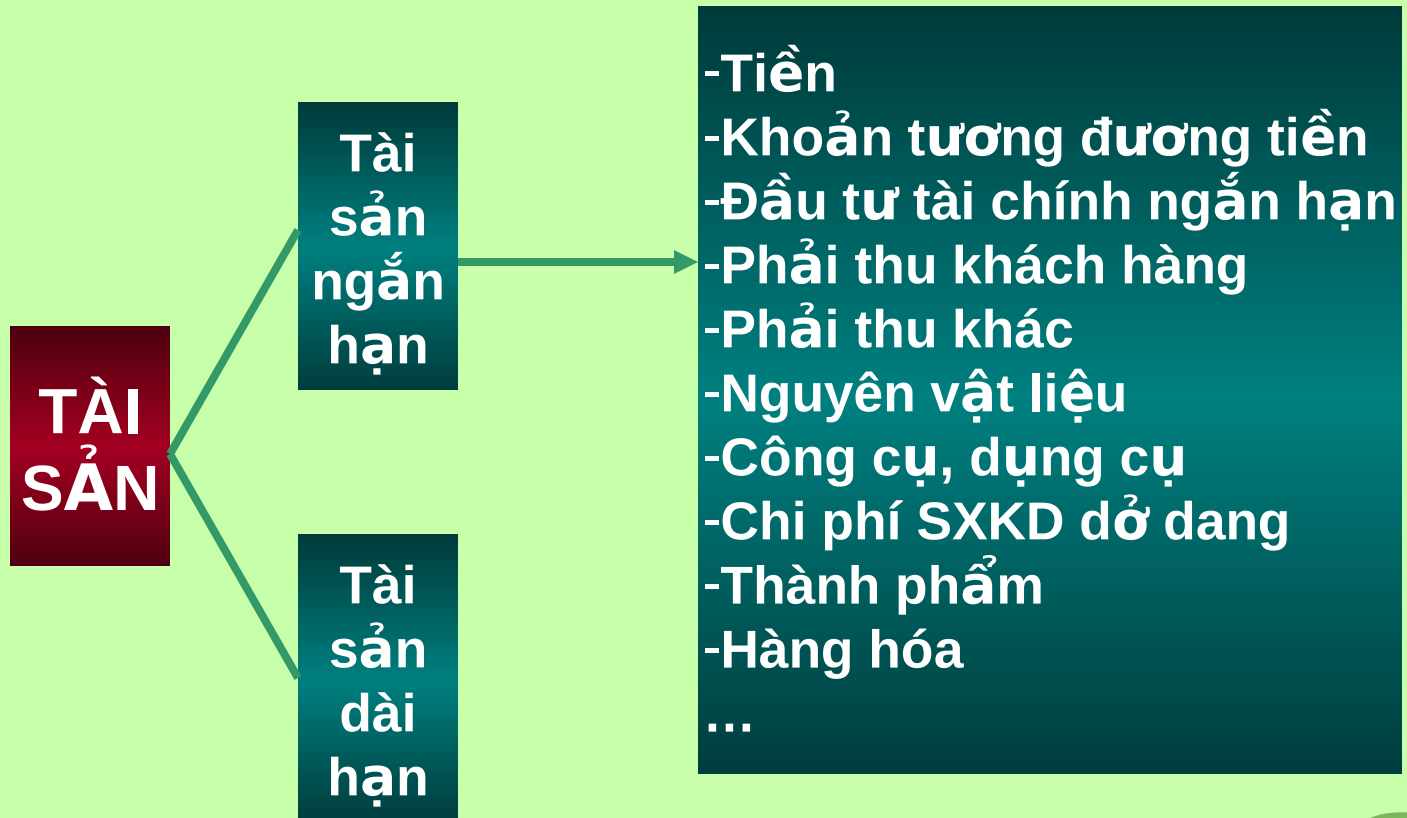 TÀI
SẢN
Tài
sản
ngắn
hạn
Tài
sản
dài
hạn
-Tiền
-Khoản tương đương tiền
-Đầu tư tài chính ngắn hạn
-Phải thu khách hàng
-Phải thu khác
-Nguyên vật liệu
-Công cụ, dụng cụ
-Chi phí SXKD dở dang
-Thành phẩm
-Hàng hóa
…